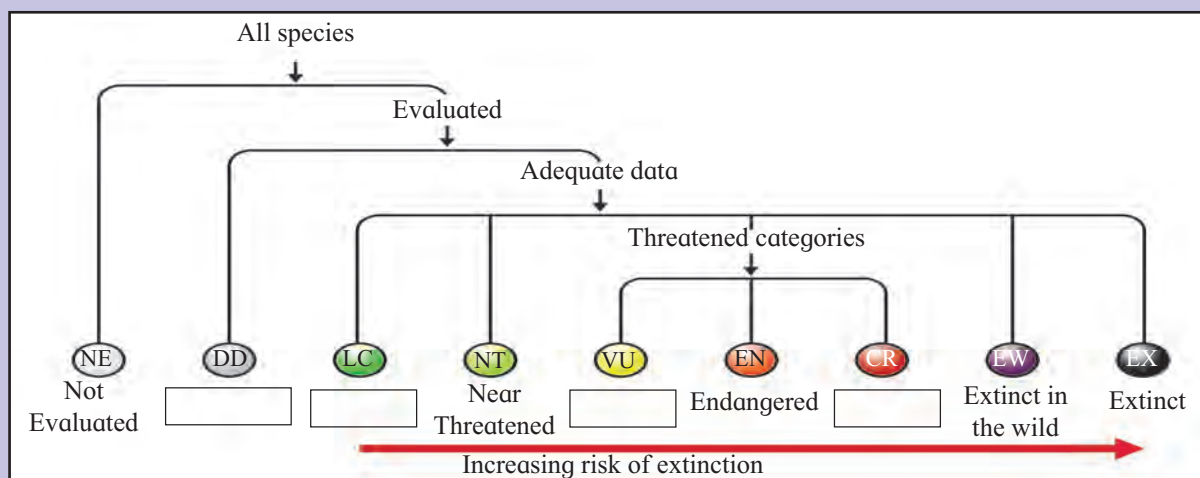 All species
Evaluated
Adequate data
Threatened categories
NE
DD
LC
NT
VU
EN
CR
EW
EX
Not
Evaluated
Near
Threatened
Endangered
Extinct in
the wild
Extinct
Increasing risk of extinction